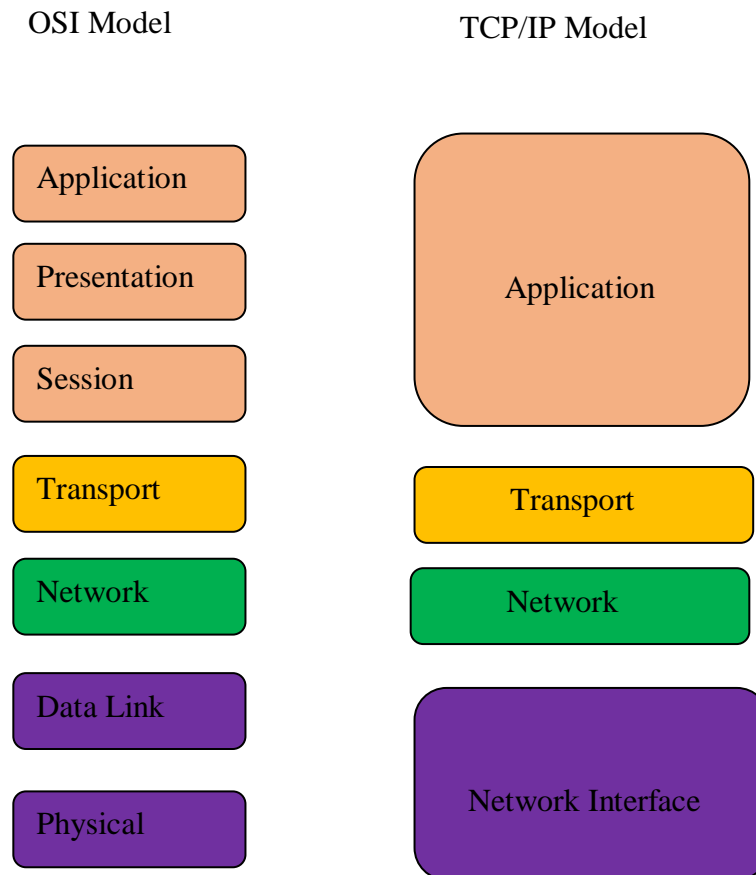 OSI Model
TCP/IP Model
Application
Presentation
Session
Transport
Network
Data Link
Physical
Application
Transport
Network
Network Interface